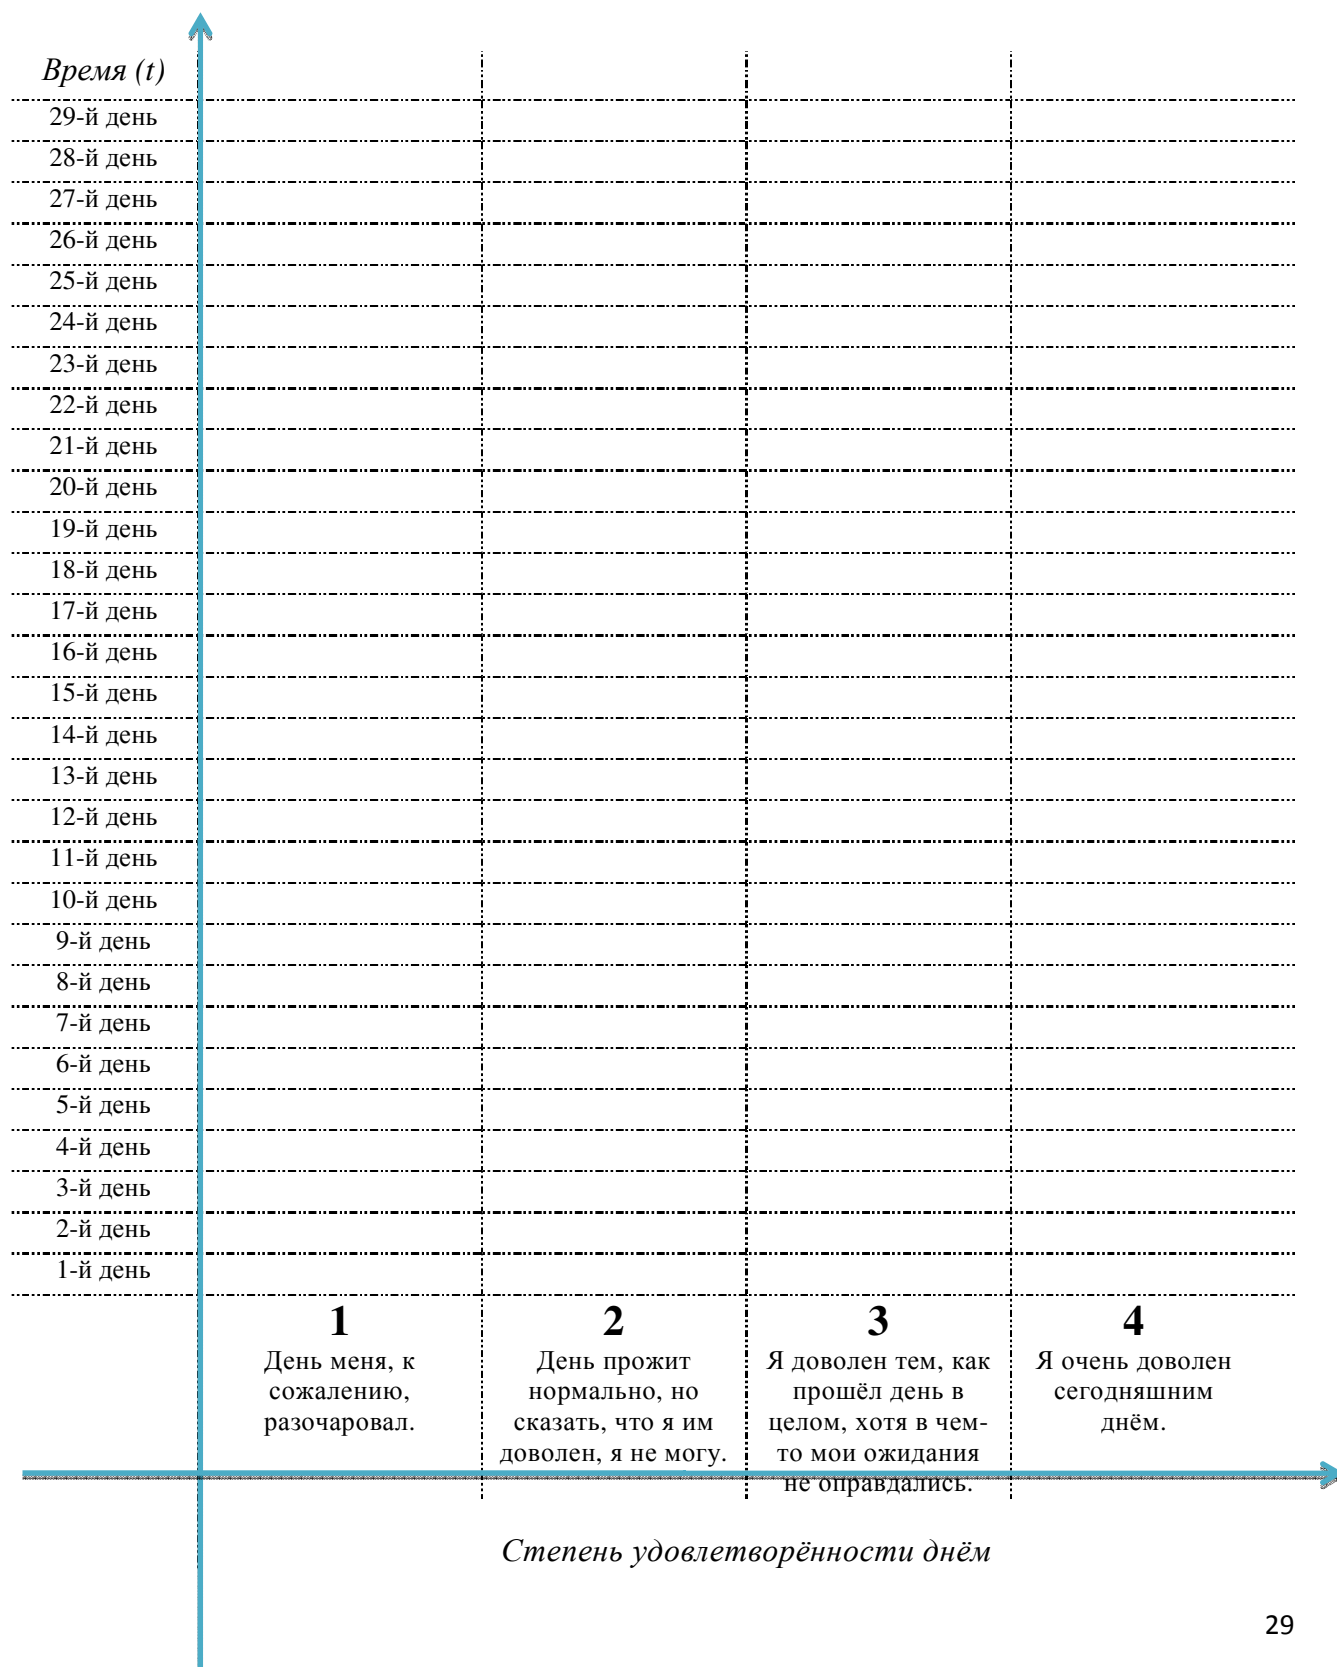 Время (t)
29-й день
28-й день
27-й день
26-й день
25-й день
24-й день
23-й день
22-й день
21-й день
20-й день
19-й день
18-й день
17-й день
16-й день
15-й день
14-й день
13-й день
12-й день
11-й день
10-й день
9-й день
8-й день
7-й день
6-й день
5-й день
4-й день
3-й день
2-й день
1-й день
1
День меня, к
сожалению,
разочаровал.
2
День прожит
нормально, но
сказать, что я им
доволен, я не могу.
3
Я доволен тем, как
прошёл день в
целом, хотя в чем-
то мои ожидания
не оправдались.
4
Я очень доволен
сегодняшним
днём.
Степень удовлетворённости днём
29